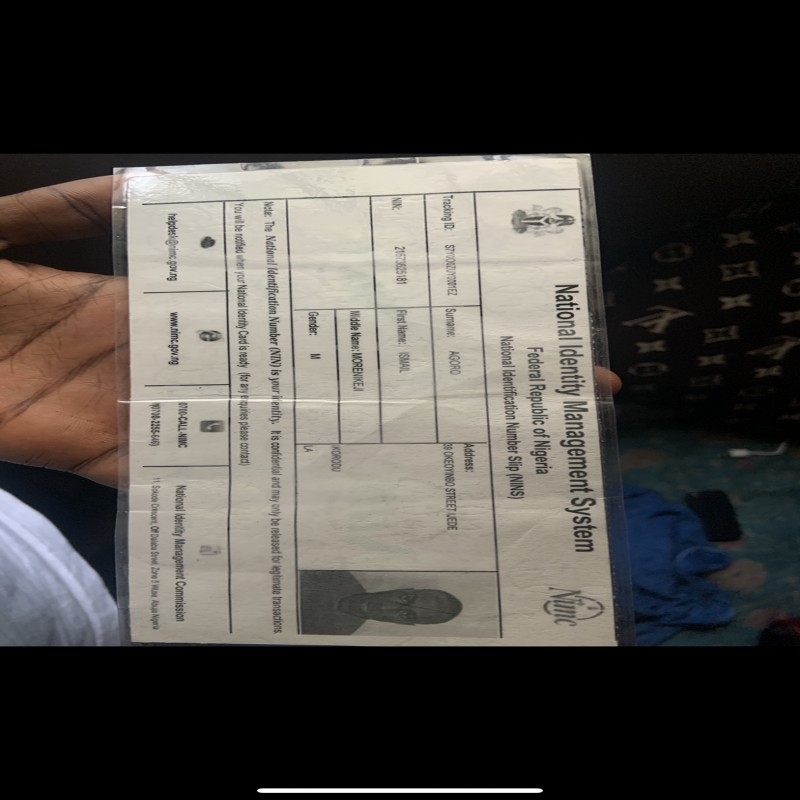 National Identity Management System
Federal Republic of Nigeria
National Identification Number Slip (NINS)
Nimc
Tracking ID:
Surname: AGORO
Address:
STREET IJEDE
NIN:
First Name: ISMAIL
Middle Name: MORENIKEJI
IKORODU
Gender: M
LA
Note: The National Identification Number (NIN) is your identity. It is confidential and may only be released for legitimate transactions.
You will be notified when your National Identity Card is ready (for any enquiries please contact)
helpdesk@nimc.gov.ng
www.nimc.gov.ng
0700-CALL-NIMC
(0700-2255-646)
National Identity Management Commission
11, Sokode Crescent, Off Dalaba Street, Zone 5 Wuse, Abuja Nigeria